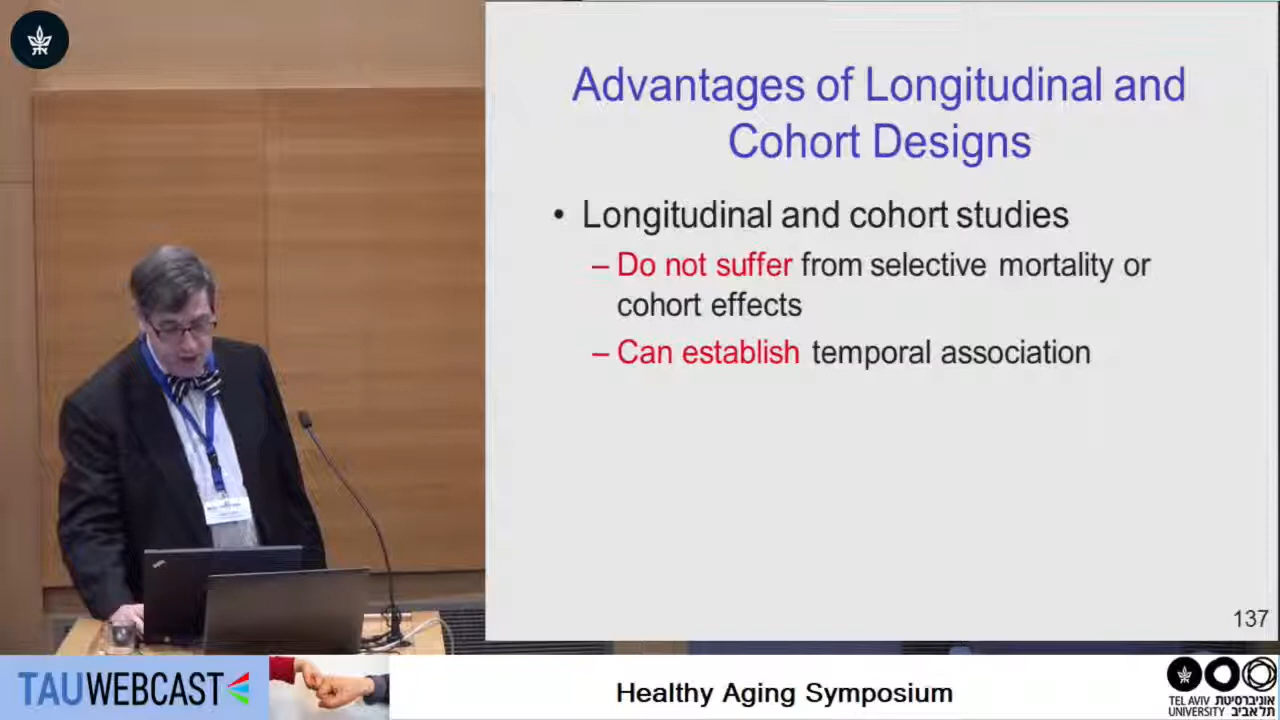 Advantages of Longitudinal and
Cohort Designs
• Longitudinal and cohort studies
– Do not suffer from selective mortality or
cohort effects
– Can establish temporal association
137
TAUWEBCAST
Healthy Aging Symposium
TEL AVIV אוניברסיטת
UNIVERSITY תל אביב